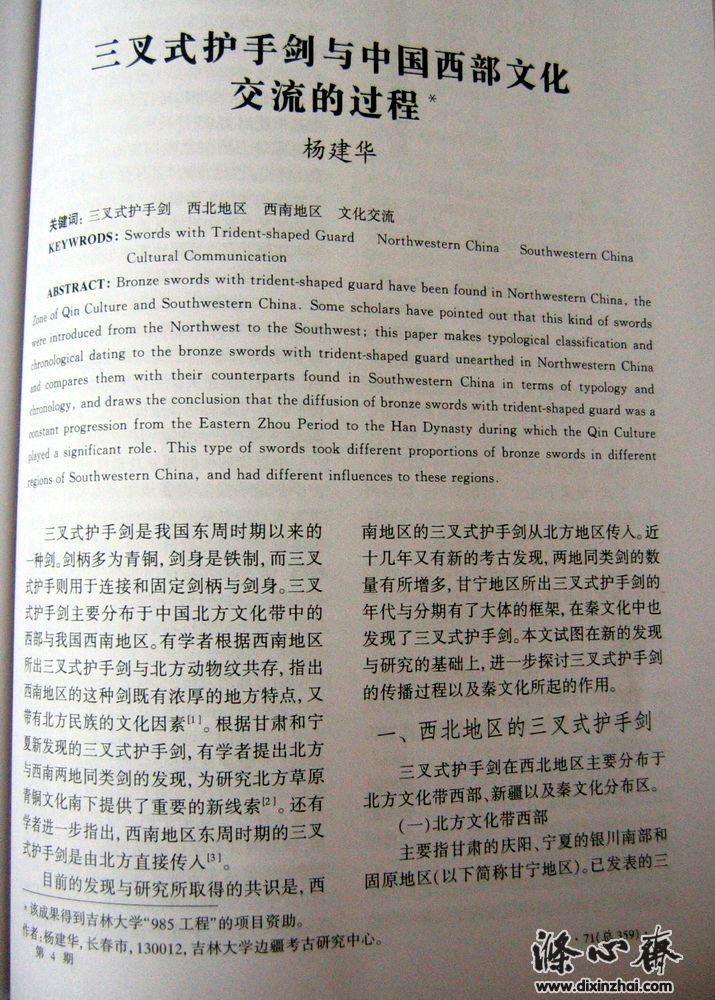 三叉式护手剑与中国西部文化
交流的过程*
杨建华
关键词：三叉式护手剑 西北地区 西南地区 文化交流
KEYWRODS: Swords with Trident-shaped Guard Northwestern China Southwestern China
Cultural Communication
ABSTRACT: Bronze swords with trident-shaped guard have been found in Northwestern China, the
Zone of Qin Culture and Southwestern China. Some scholars have pointed out that this kind of swords
were introduced from the Northwest to the Southwest; this paper makes typological classification and
chronological dating to the bronze swords with trident-shaped guard unearthed in Northwestern China
and compares them with their counterparts found in Southwestern China in terms of typology and
chronology, and draws the conclusion that the diffusion of bronze swords with trident-shaped guard was a
constant progression from the Eastern Zhou Period to the Han Dynasty during which the Qin Culture
played a significant role. This type of swords took different proportions of bronze swords in different
regions of Southwestern China, and had different influences to these regions.
三叉式护手剑是我国东周时期以来的
一种剑。剑柄多为青铜，剑身是铁制，而三叉
式护手则用于连接和固定剑柄与剑身。三叉
式护手剑主要分布于中国北方文化带中的
西部与我国西南地区。有学者根据西南地区
所出三叉式护手剑与北方动物纹共存，指出
西南地区的这种剑既有浓厚的地方特点，又
带有北方民族的文化因素[1]。根据甘肃和宁
夏新发现的三叉式护手剑，有学者提出北方
与西南两地同类剑的发现，为研究北方草原
青铜文化南下提供了重要的新线索[2]。还有
学者进一步指出，西南地区东周时期的三叉
式护手剑是由北方直接传人[3]。
目前的发现与研究所取得的共识是，西
南地区的三叉式护手剑从北方地区传人。近
十几年又有新的考古发现，两地同类剑的数
量有所增多，甘宁地区所出三叉式护手剑的
年代与分期有了大体的框架，在秦文化中也
发现了三叉式护手剑。本文试图在新的发现
与研究的基础上，进一步探讨三叉式护手剑
的传播过程以及秦文化所起的作用。
一、西北地区的三叉式护手剑
三叉式护手剑在西北地区主要分布于
北方文化带西部、新疆以及秦文化分布区。
（一）北方文化带西部
主要指甘肃的庆阳、宁夏的银川南部和
固原地区（以下简称甘宁地区）。已发表的三
*该成果得到吉林大学“985 工程”的项目资助。
作者：杨建华，长春市，130012，吉林大学边疆考古研究中心。
第 4 期
·71(总 359)·
涤心斋
www.dixinzhai.com